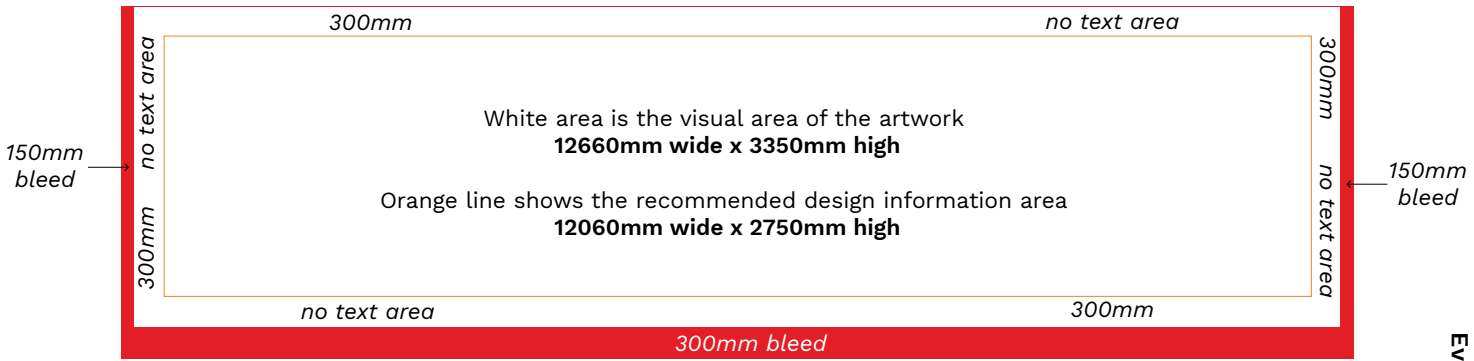 300mm
no text area
no text area
300mm
150mm
bleed
White area is the visual area of the artwork
12660mm wide x 3350mm high
Orange line shows the recommended design information area
12060mm wide x 2750mm high
300mm
no text area
150mm
bleed
no text area
300mm
300mm bleed
Ev